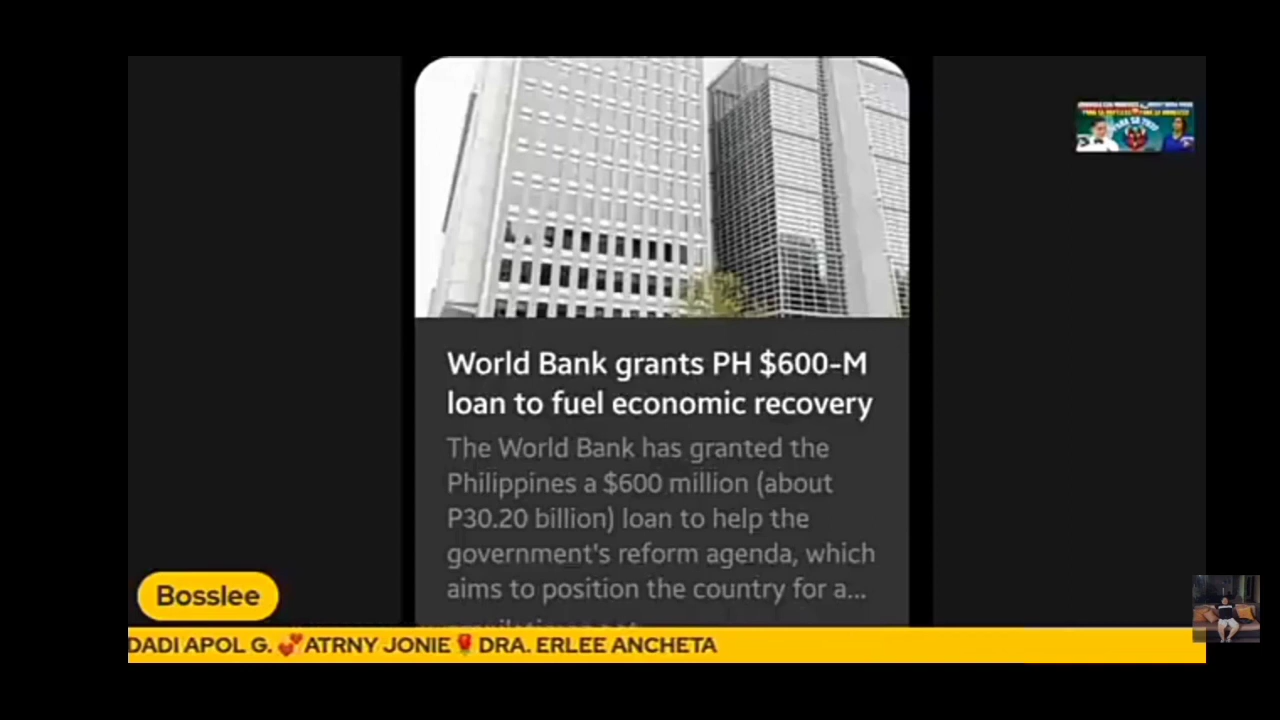 World Bank grants PH $600-M
loan to fuel economic recovery
The World Bank has granted the
Philippines a $600 million (about
P30.20 billion) loan to help the
government's reform agenda, which
aims to position the country for a...
Bosslee
DADI APOL G. 💞ATRNY JONIE🌹DRA. ERLEE ANCHETA